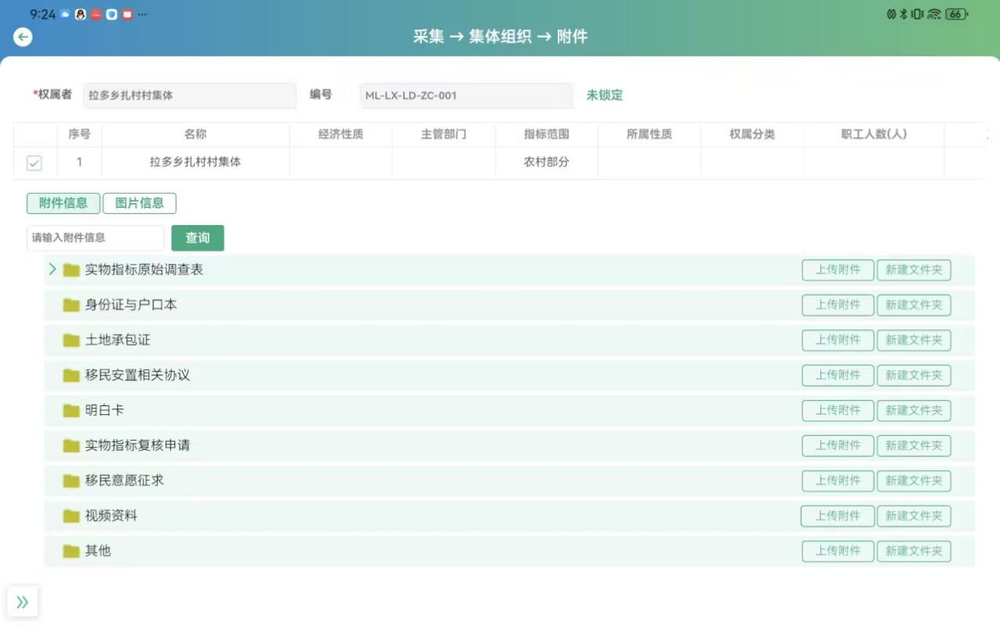 9:24 ··· 66
采集 → 集体组织 → 附件
*权属者 拉多乡扎村村集体 编号 ML-LX-LD-ZC-001 未锁定
序号 名称 经济性质 主管部门 指标范围 所属性质 权属分类 职工人数(人)
1 拉多乡扎村村集体 农村部分
附件信息 图片信息
请输入附件信息 查询
实物指标原始调查表 上传附件 新建文件夹
身份证与户口本 上传附件 新建文件夹
土地承包证 上传附件 新建文件夹
移民安置相关协议 上传附件 新建文件夹
明白卡 上传附件 新建文件夹
实物指标复核申请 上传附件 新建文件夹
移民意愿征求 上传附件 新建文件夹
视频资料 上传附件 新建文件夹
其他 上传附件 新建文件夹